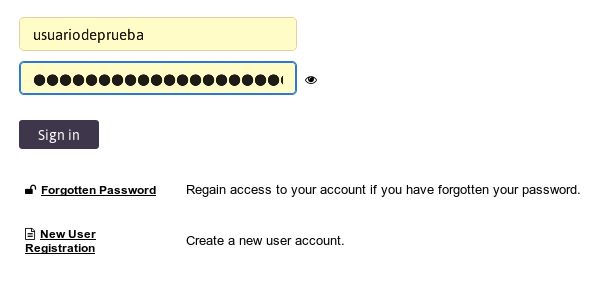 usuariodeprueba
●●●●●●●●●●●●●●●●●●●●
Sign in
Forgotten Password Regain access to your account if you have forgotten your password.
New User
Registration
Create a new user account.